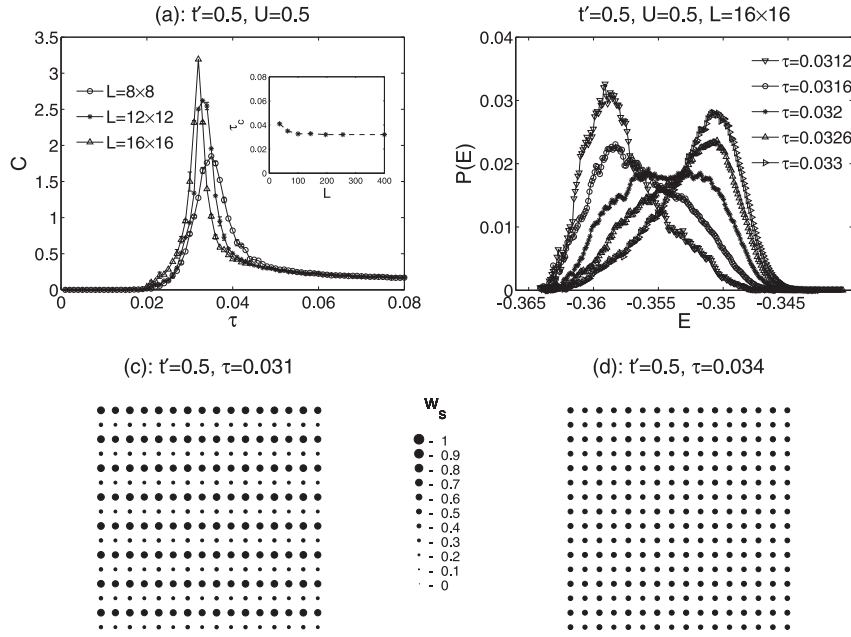 (a): t'=0.5, U=0.5
3.5
3
2.5
2
1.5
1
0.5
0
C
0
0.02
0.04
0.06
0.08
τ
L=8×8
L=12×12
L=16×16
0.08
0.06
0.04
0.02
0.0
τc
0
100
200
300
400
L
t'=0.5, U=0.5, L=16×16
0.04
0.03
0.02
0.01
0
P(E)
-0.365
-0.36
-0.355
-0.35
-0.345
E
τ=0.0312
τ=0.0316
τ=0.032
τ=0.0326
τ=0.033
(c): t'=0.5, τ=0.031
ws
- 1
- 0.9
- 0.8
- 0.7
- 0.6
- 0.5
- 0.4
- 0.3
- 0.2
- 0.1
- 0
(d): t'=0.5, τ=0.034